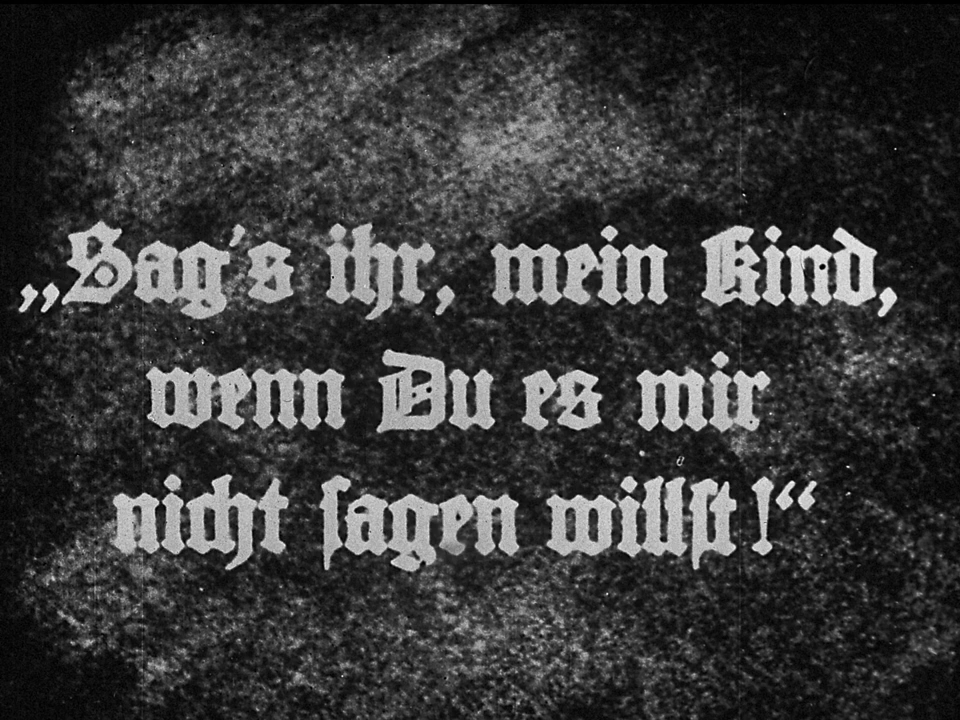 „Sag's ihr, mein Kind,
wenn Du es mir
nicht ſagen willſt!“